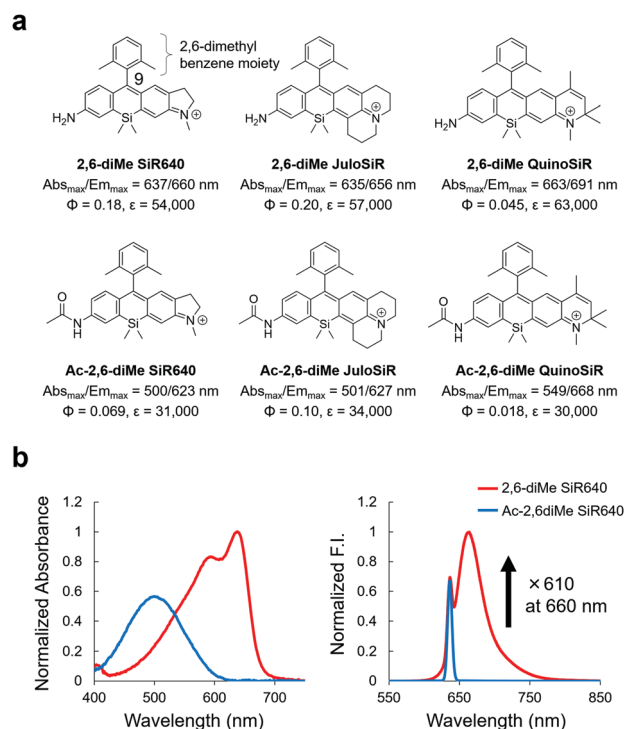 a
2,6-dimethyl
benzene moiety
9
H₂N
Si
N
⊕
H₂N
Si
N
⊕
H₂N
Si
N
⊕
2,6-diMe SiR640
2,6-diMe JuloSiR
2,6-diMe QuinoSiR
Absmax/Emmax = 637/660 nm
Absmax/Emmax = 635/656 nm
Absmax/Emmax = 663/691 nm
Φ = 0.18, ε = 54,000
Φ = 0.20, ε = 57,000
Φ = 0.045, ε = 63,000
O
N
H
Si
N
⊕
O
N
H
Si
N
⊕
O
N
H
Si
N
⊕
Ac-2,6-diMe SiR640
Ac-2,6-diMe JuloSiR
Ac-2,6-diMe QuinoSiR
Absmax/Emmax = 500/623 nm
Absmax/Emmax = 501/627 nm
Absmax/Emmax = 549/668 nm
Φ = 0.069, ε = 31,000
Φ = 0.10, ε = 34,000
Φ = 0.018, ε = 30,000
b
Normalized Absorbance
1.2
1
0.8
0.6
0.4
0.2
0
400 500 600 700
Wavelength (nm)
Normalized F.I.
1.2
1
0.8
0.6
0.4
0.2
0
550 650 750 850
Wavelength (nm)
2,6-diMe SiR640
Ac-2,6diMe SiR640
×610
at 660 nm